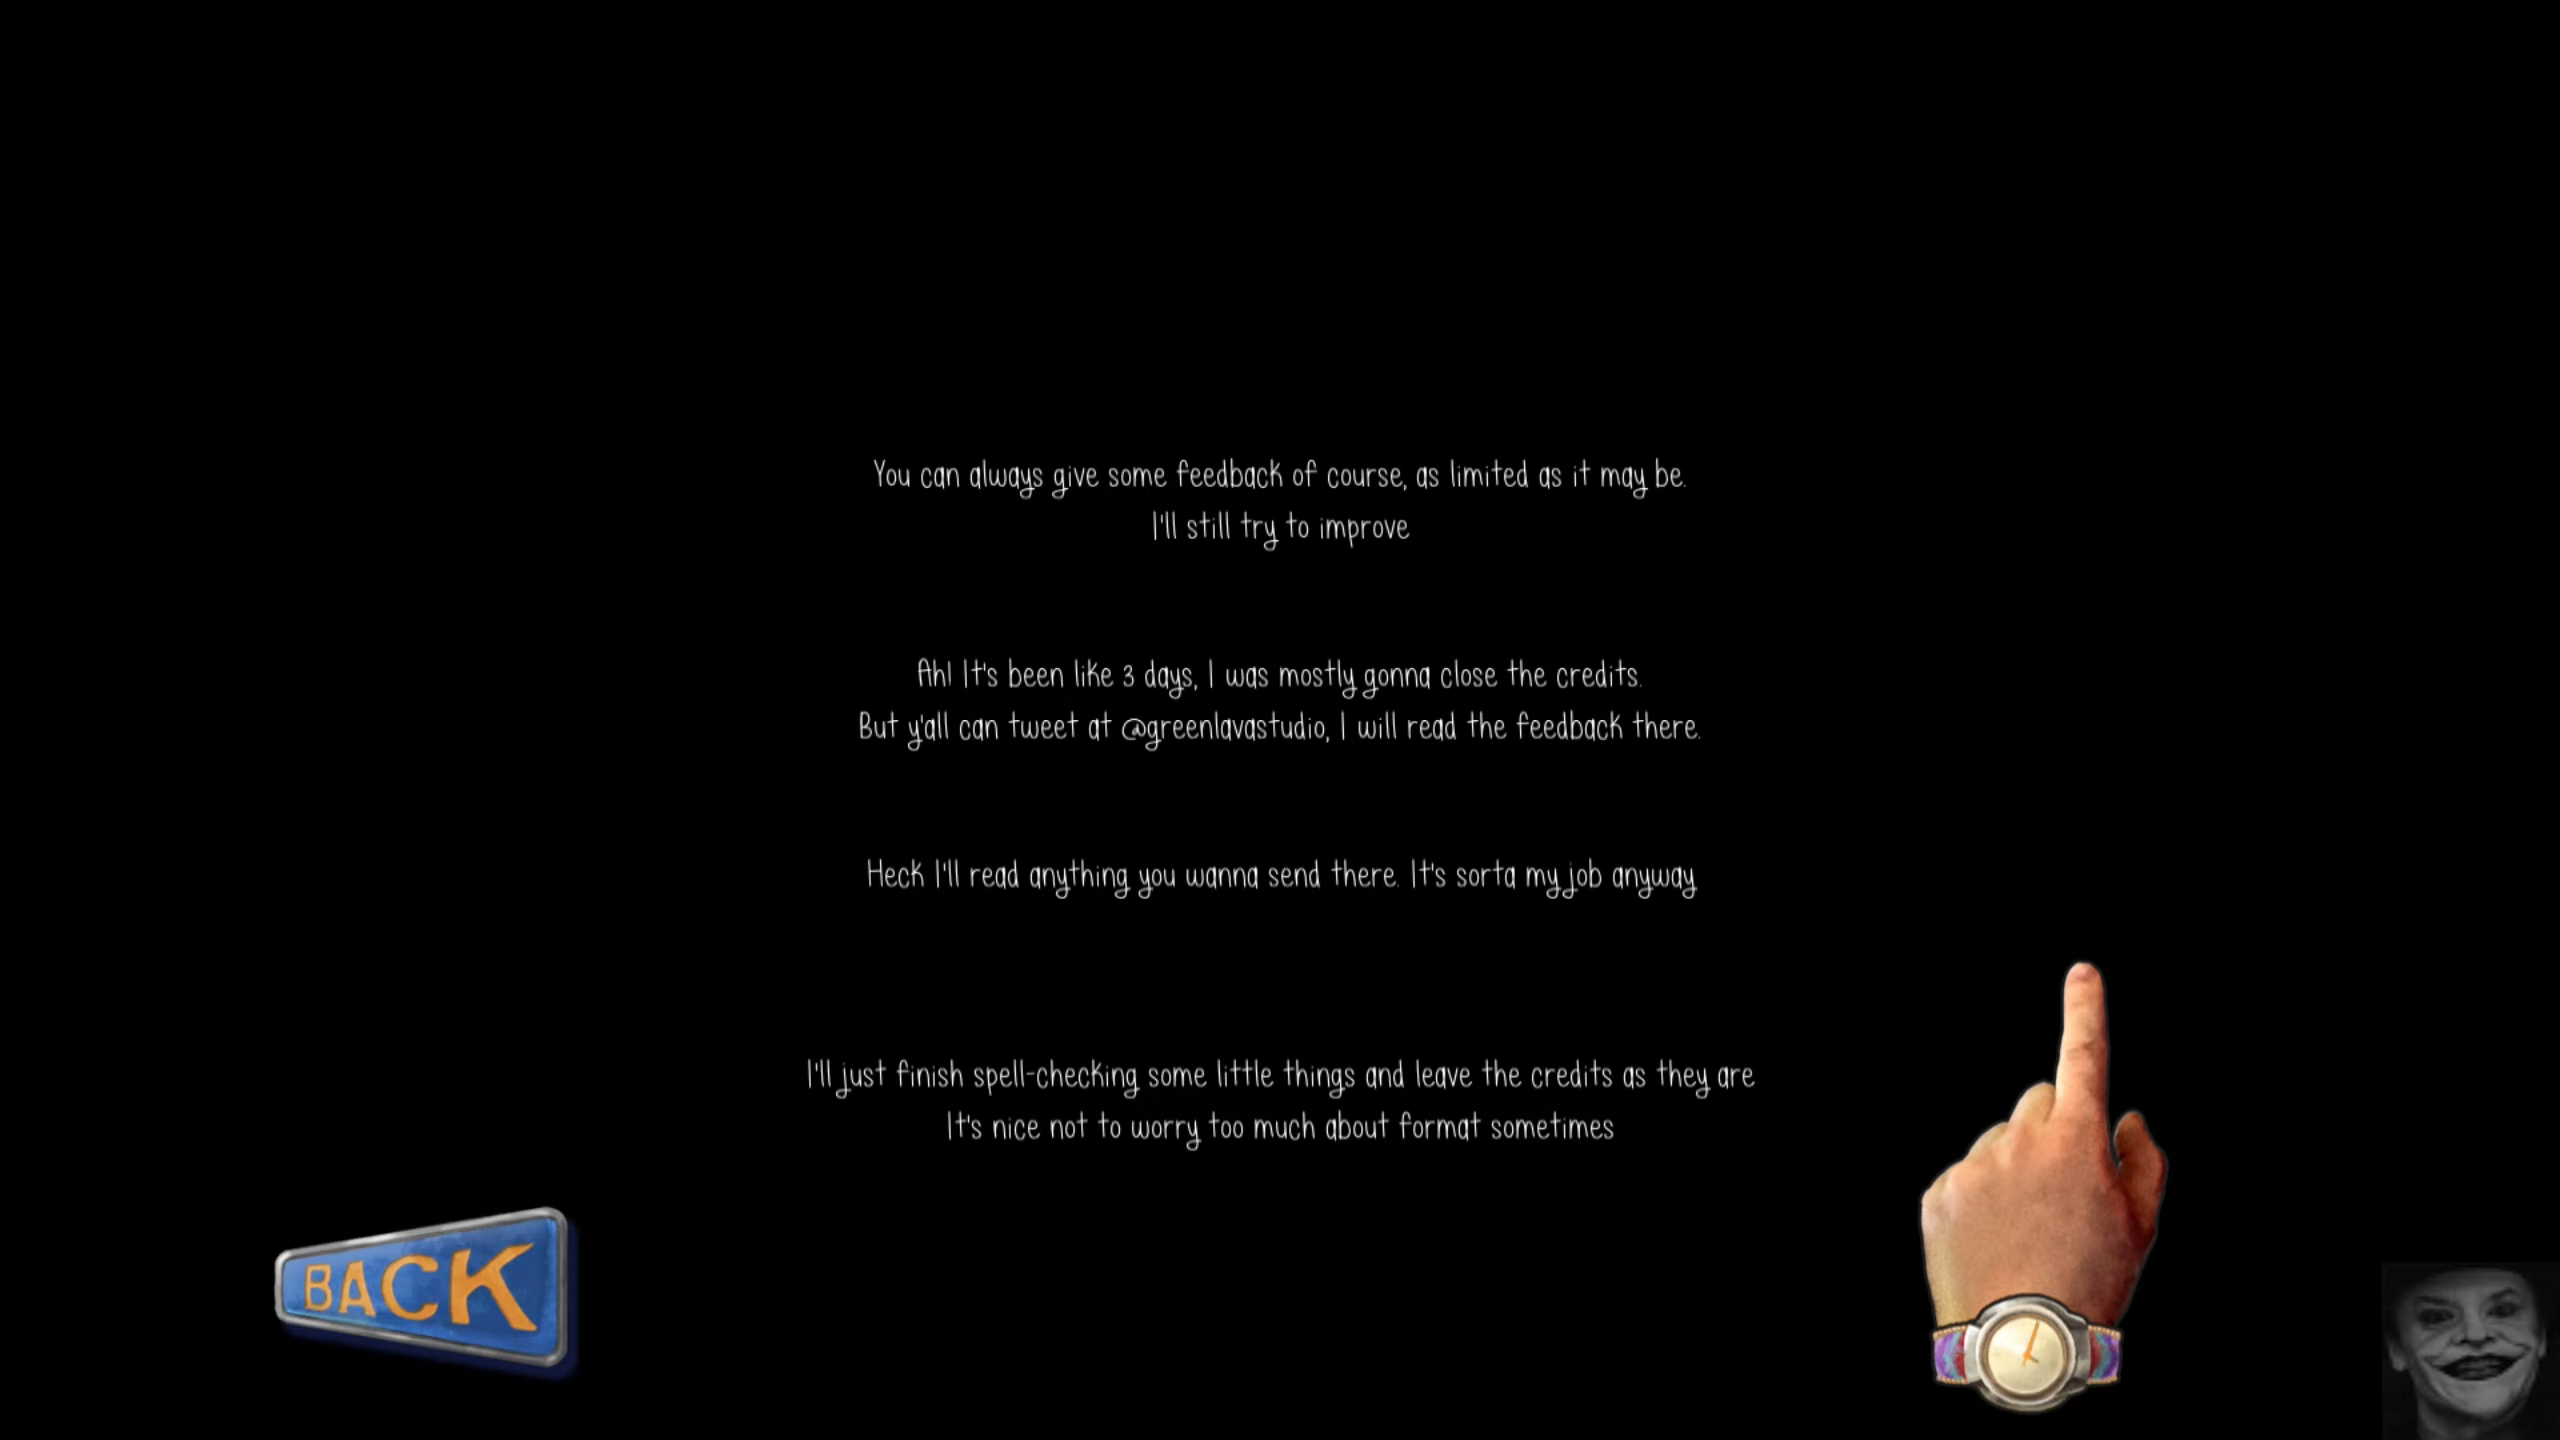 You can always give some feedback of course, as limited as it may be.
I'll still try to improve
Ah! It's been like 3 days, I was mostly gonna close the credits.
But y'all can tweet at @greenlavastudio, I will read the feedback there.
Heck I'll read anything you wanna send there. It's sorta my job anyway
I'll just finish spell-checking some little things and leave the credits as they are
It's nice not to worry too much about format sometimes
BACK